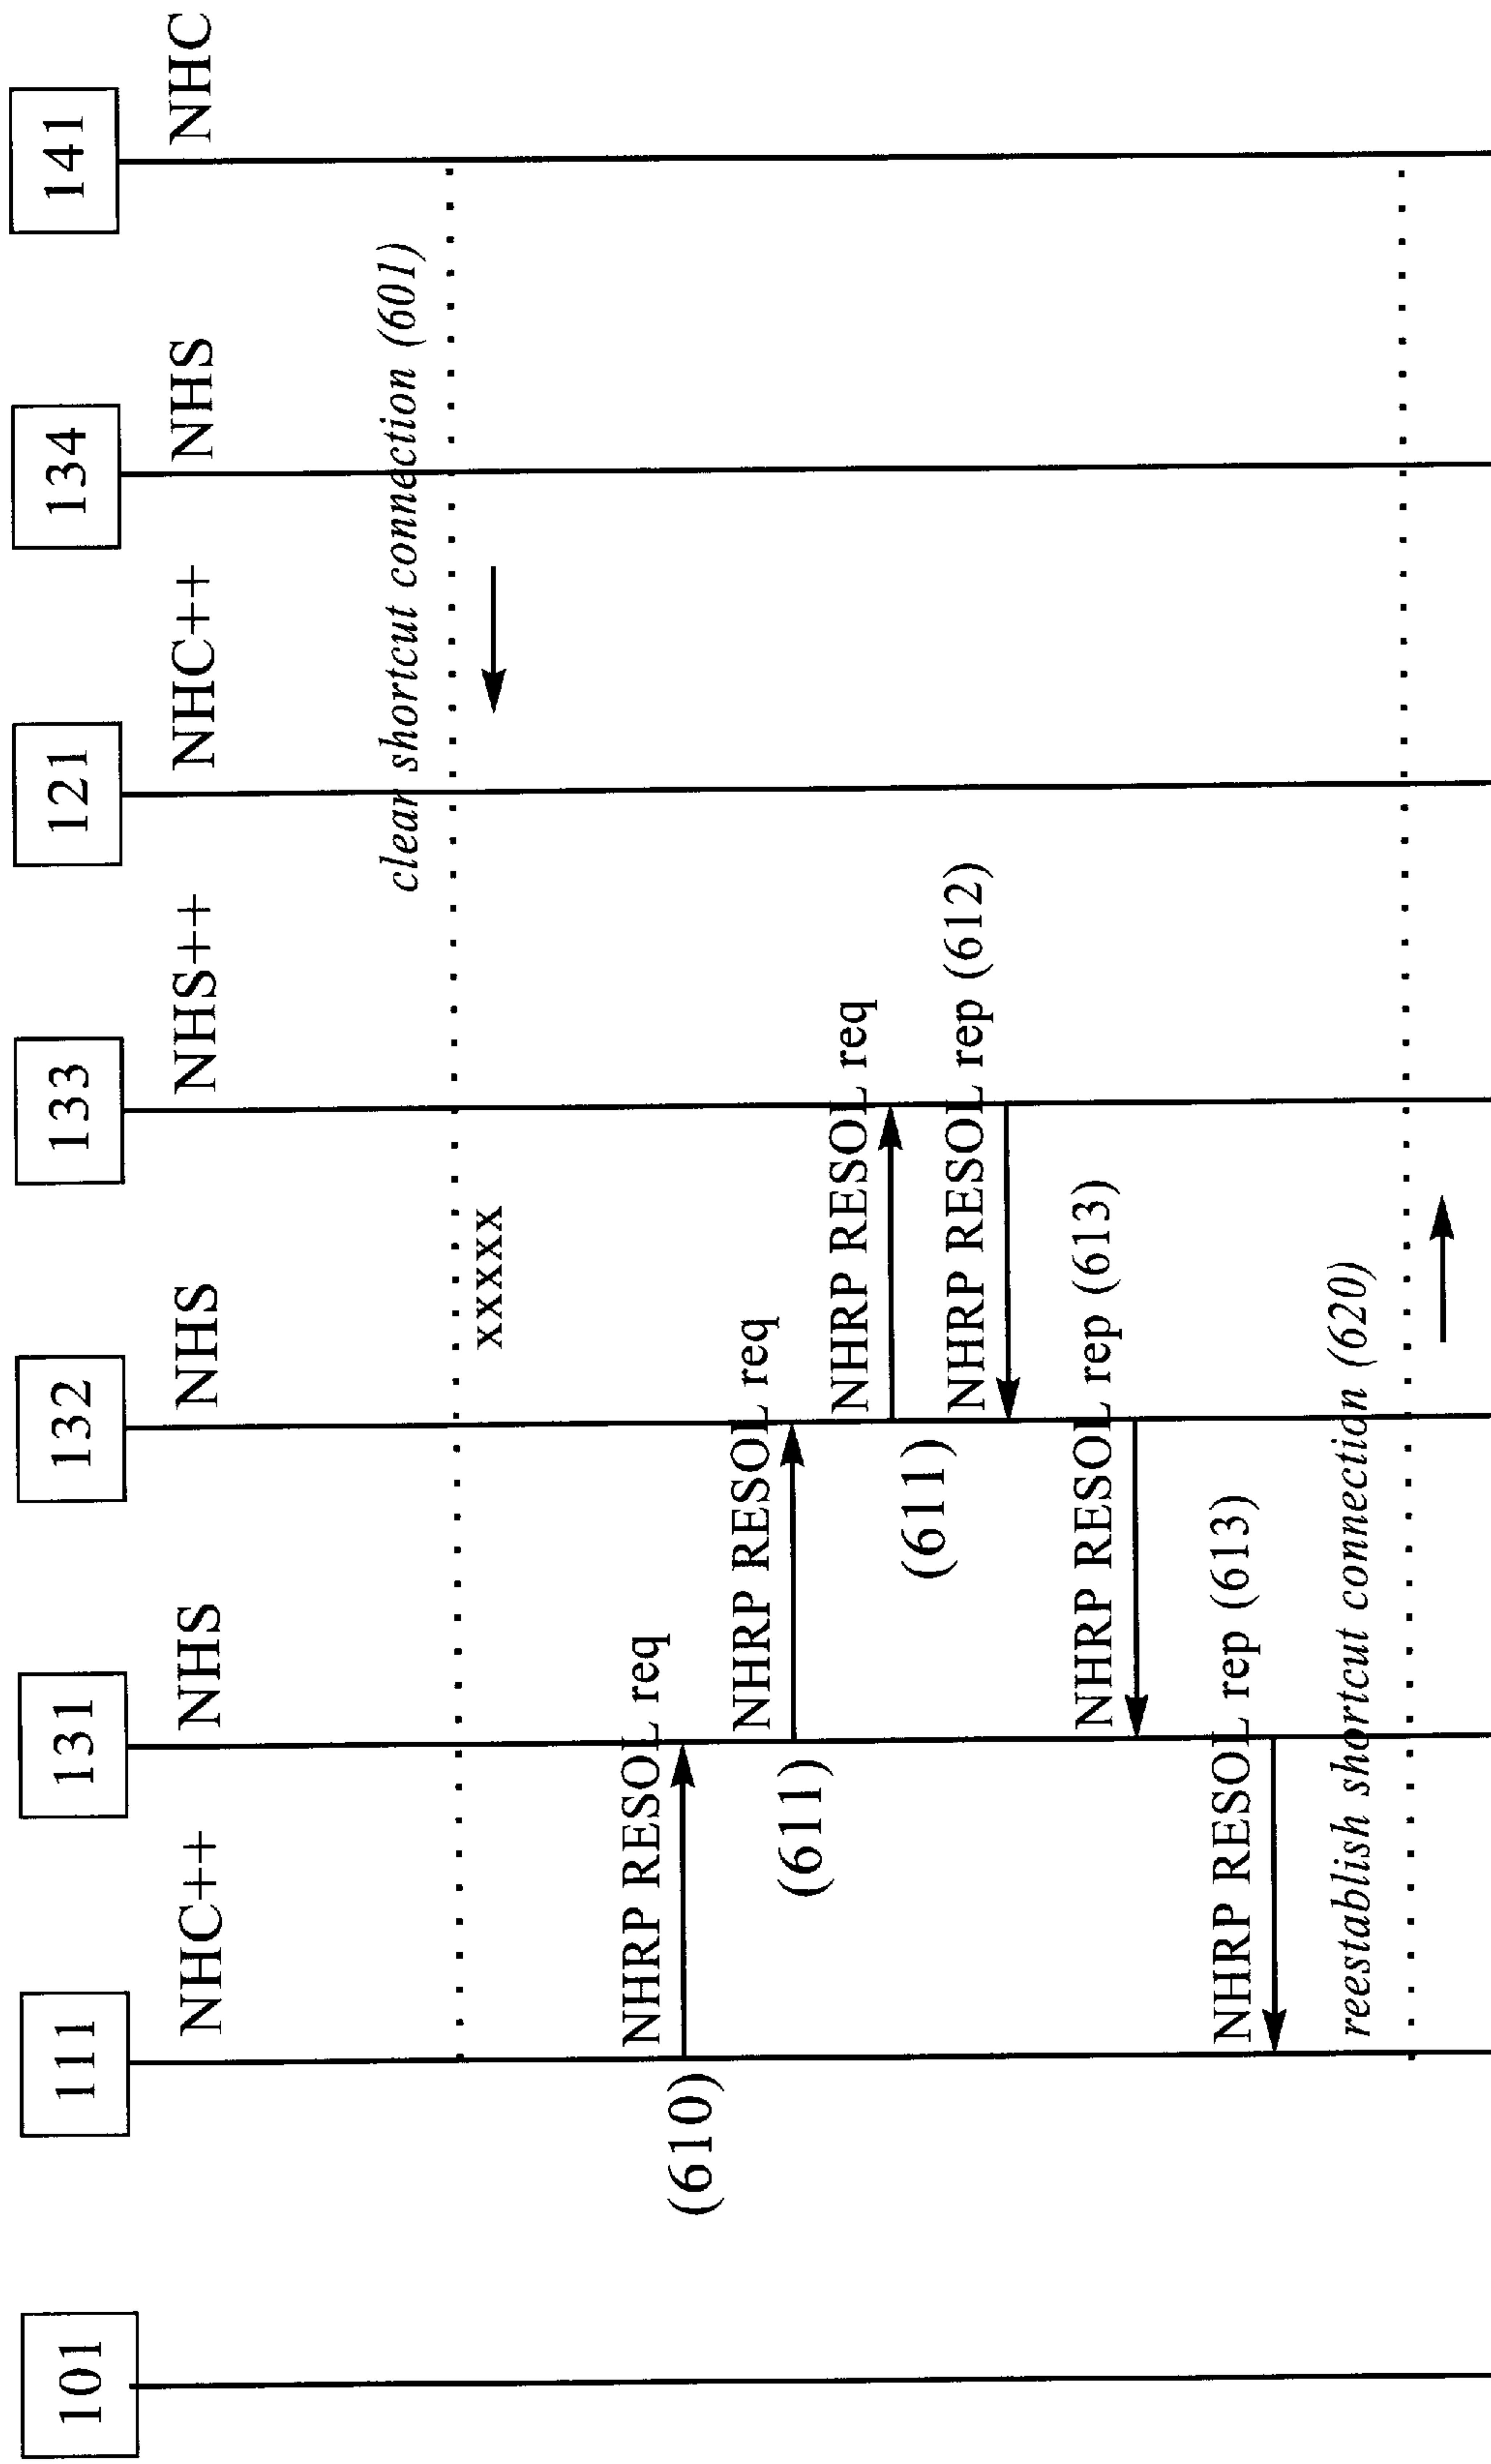 101
111
131
132
133
121
134
141
NHC++
NHS
NHS
NHS++
NHC++
NHS
NHC
clear shortcut connection (601)
xxxxx
NHRP RESOL req
(610)
NHRP RESOL req
(611)
NHRP RESOL req
(611)
NHRP RESOL rep (612)
NHRP RESOL rep (613)
NHRP RESOL rep (613)
reestablish shortcut connection (620)